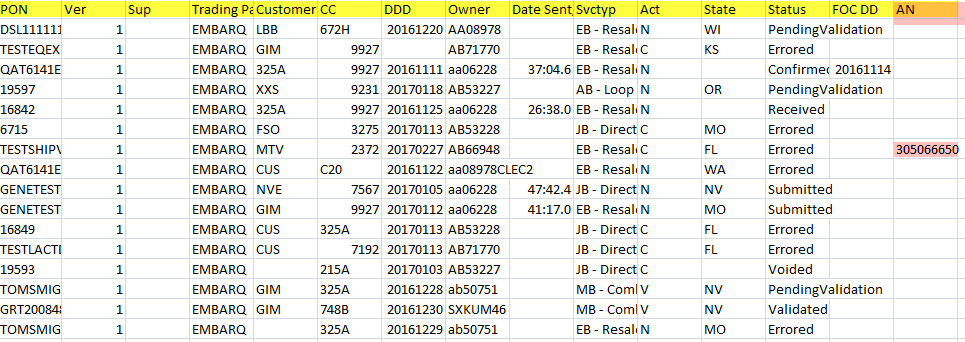 PON Ver Sup Trading Pa Customer CC DDD Owner Date Sent Svctyp Act State Status FOC DD AN
DSL111111 1 EMBARQ LBB 672H 20161220 AA08978 EB - Resale N WI PendingValidation
TESTEQEX 1 EMBARQ GIM 9927 AB71770 EB - Resale C KS Errored
QAT6141E 1 EMBARQ 325A 9927 20161111 aa06228 37:04.6 EB - Resale N Confirmed 20161114
19597 1 EMBARQ XXS 9231 20170118 AB53227 AB - Loop N OR PendingValidation
16842 1 EMBARQ 325A 9927 20161125 aa06228 26:38.0 EB - Resale N Received
6715 1 EMBARQ FSO 3275 20170113 AB53228 JB - Direct C MO Errored
TESTSHIPV 1 EMBARQ MTV 2372 20170227 AB66948 EB - Resale C FL Errored 305066650
QAT6141E 1 EMBARQ CUS C20 20161122 aa08978CLEC2 EB - Resale N WA Errored
GENETEST 1 EMBARQ NVE 7567 20170105 aa06228 47:42.4 JB - Direct N NV Submitted
GENETEST 1 EMBARQ GIM 9927 20170112 aa06228 41:17.0 EB - Resale N MO Submitted
16849 1 EMBARQ CUS 325A 20170113 AB53228 JB - Direct C FL Errored
TESTLACTD 1 EMBARQ CUS 7192 20170113 AB71770 JB - Direct C FL Errored
19593 1 EMBARQ 215A 20170103 AB53227 JB - Direct C Voided
TOMSMIG 1 EMBARQ GIM 325A 20161228 ab50751 MB - Coml V NV PendingValidation
GRT200848 1 EMBARQ GIM 748B 20161230 SXKUM46 MB - Coml V NV Validated
TOMSMIG 1 EMBARQ 325A 20161229 ab50751 EB - Resale N MO Errored